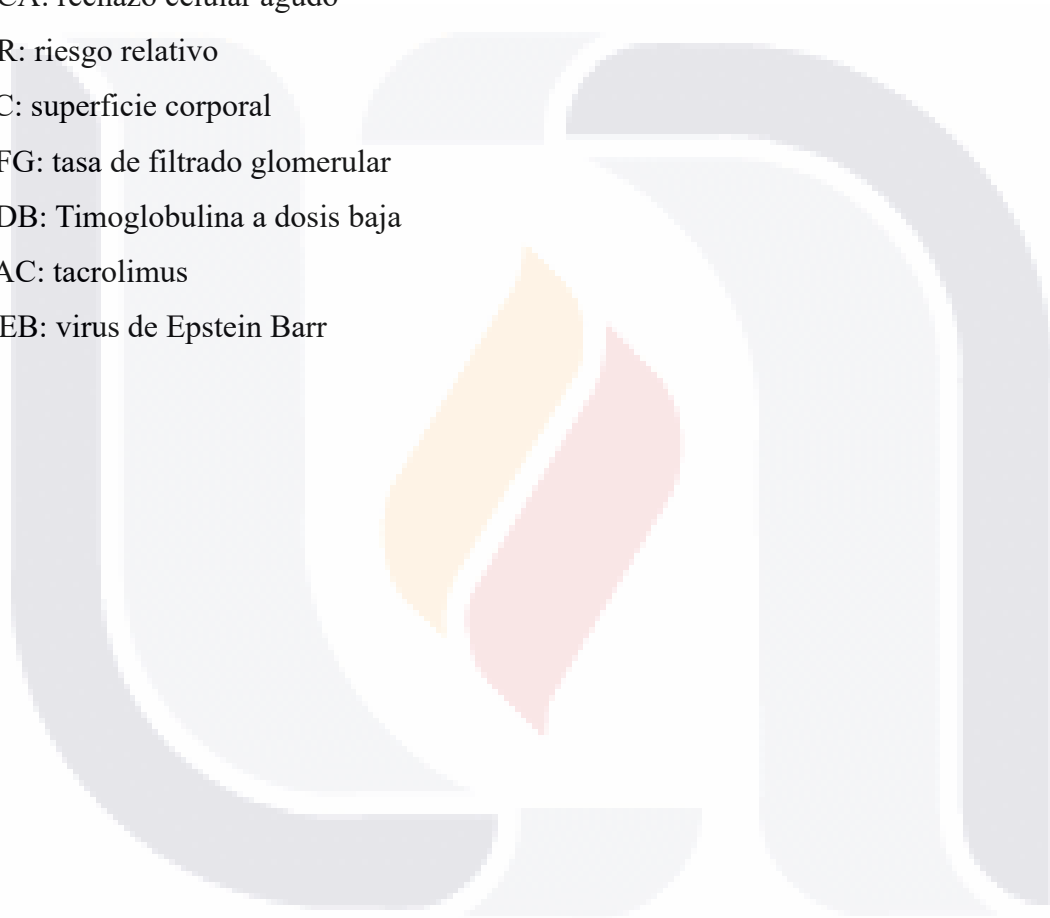 CA: rechazo celular agudo
R: riesgo relativo
C: superficie corporal
FG: tasa de filtrado glomerular
DB: Timoglobulina a dosis baja
AC: tacrolimus
EB: virus de Epstein Barr